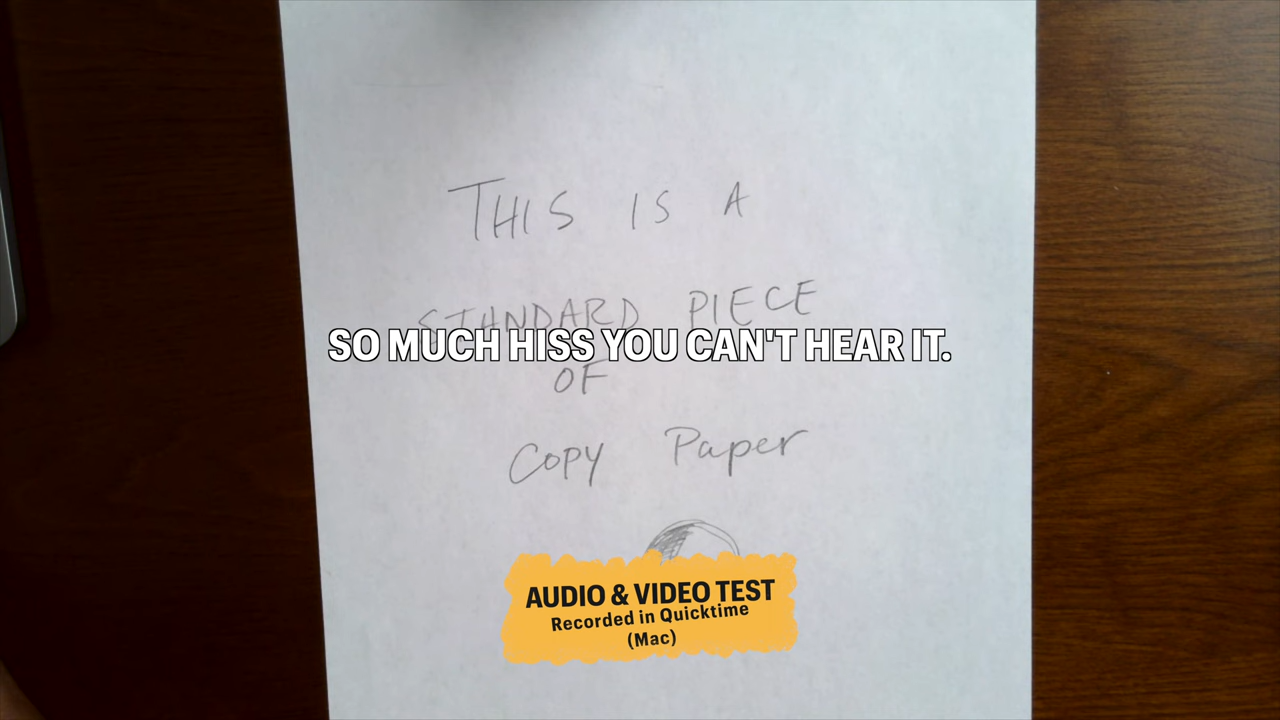 THIS IS A
STANDARD PIECE
SO MUCH HISS YOU CAN'T HEAR IT.
OF
Copy Paper
AUDIO & VIDEO TEST
Recorded in Quicktime
(Mac)